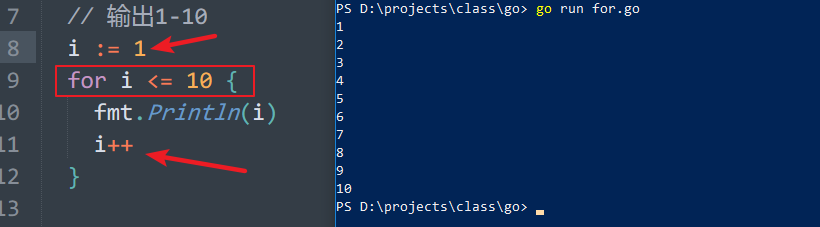 7 // 输出1-10
8 i := 1
9 for i <= 10 {
10 fmt.Println(i)
11 i++
12 }
13
PS D:\projects\class\go> go run for.go
1
2
3
4
5
6
7
8
9
10
PS D:\projects\class\go>